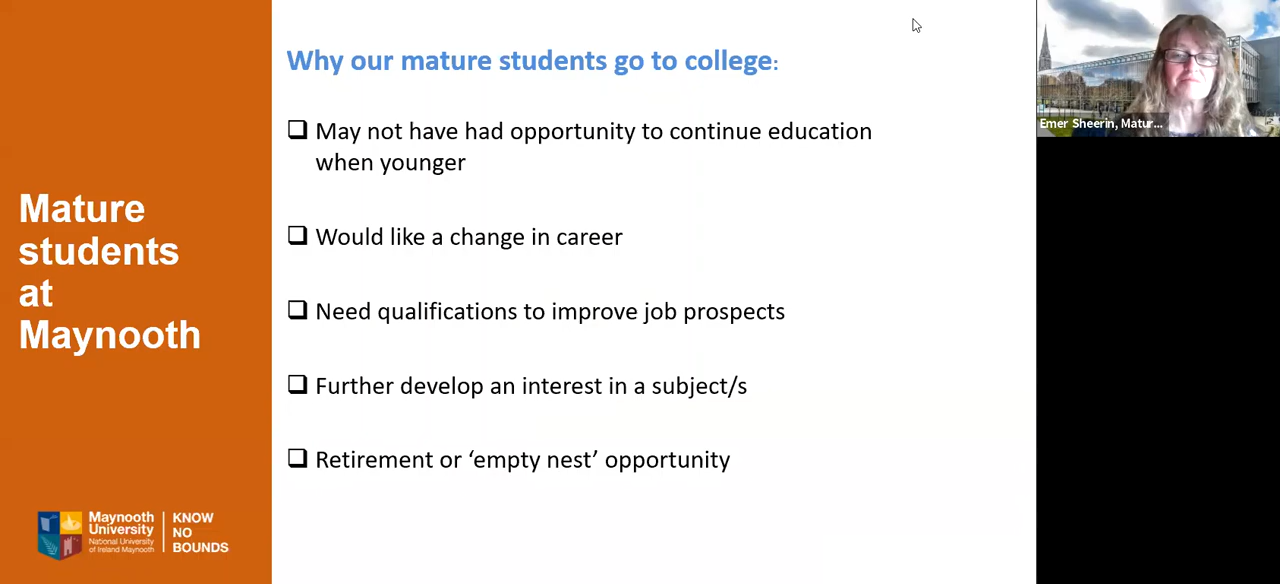 Mature
students
at
Maynooth
Maynooth
University
National University
of Ireland Maynooth
KNOW
NO
BOUNDS
Why our mature students go to college:
May not have had opportunity to continue education
when younger
Would like a change in career
Need qualifications to improve job prospects
Further develop an interest in a subject/s
Retirement or ‘empty nest’ opportunity
Emer Sheerin, Matur...